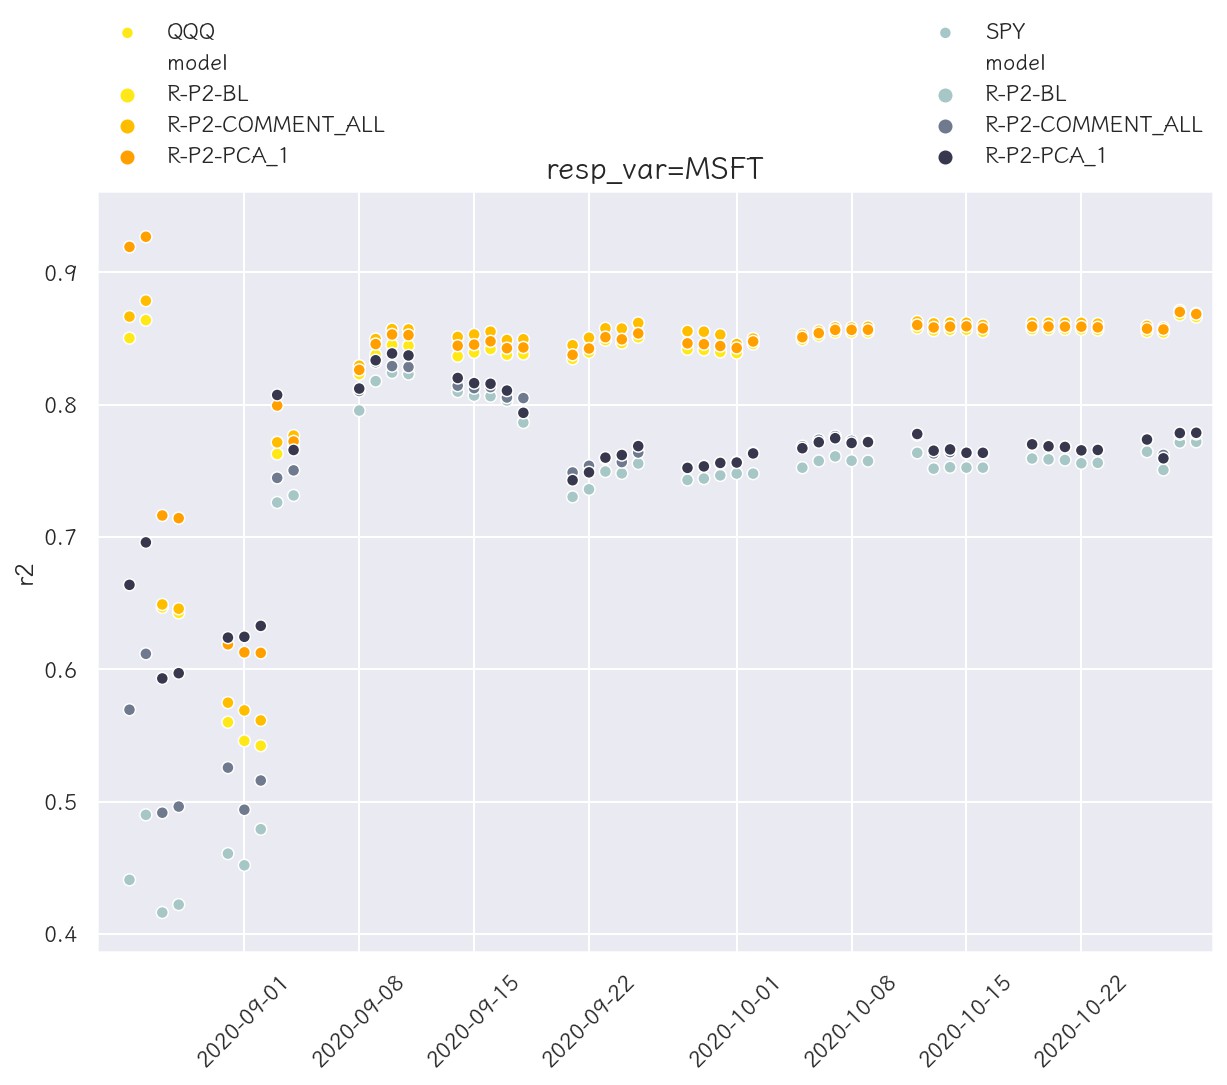 QQQ
model
R-P2-BL
R-P2-COMMENT_ALL
R-P2-PCA_1
SPY
model
R-P2-BL
R-P2-COMMENT_ALL
R-P2-PCA_1
resp_var=MSFT
0.9
0.8
0.7
0.6
0.5
0.4
r2
2020-09-01
2020-09-08
2020-09-15
2020-09-22
2020-10-01
2020-10-08
2020-10-15
2020-10-22